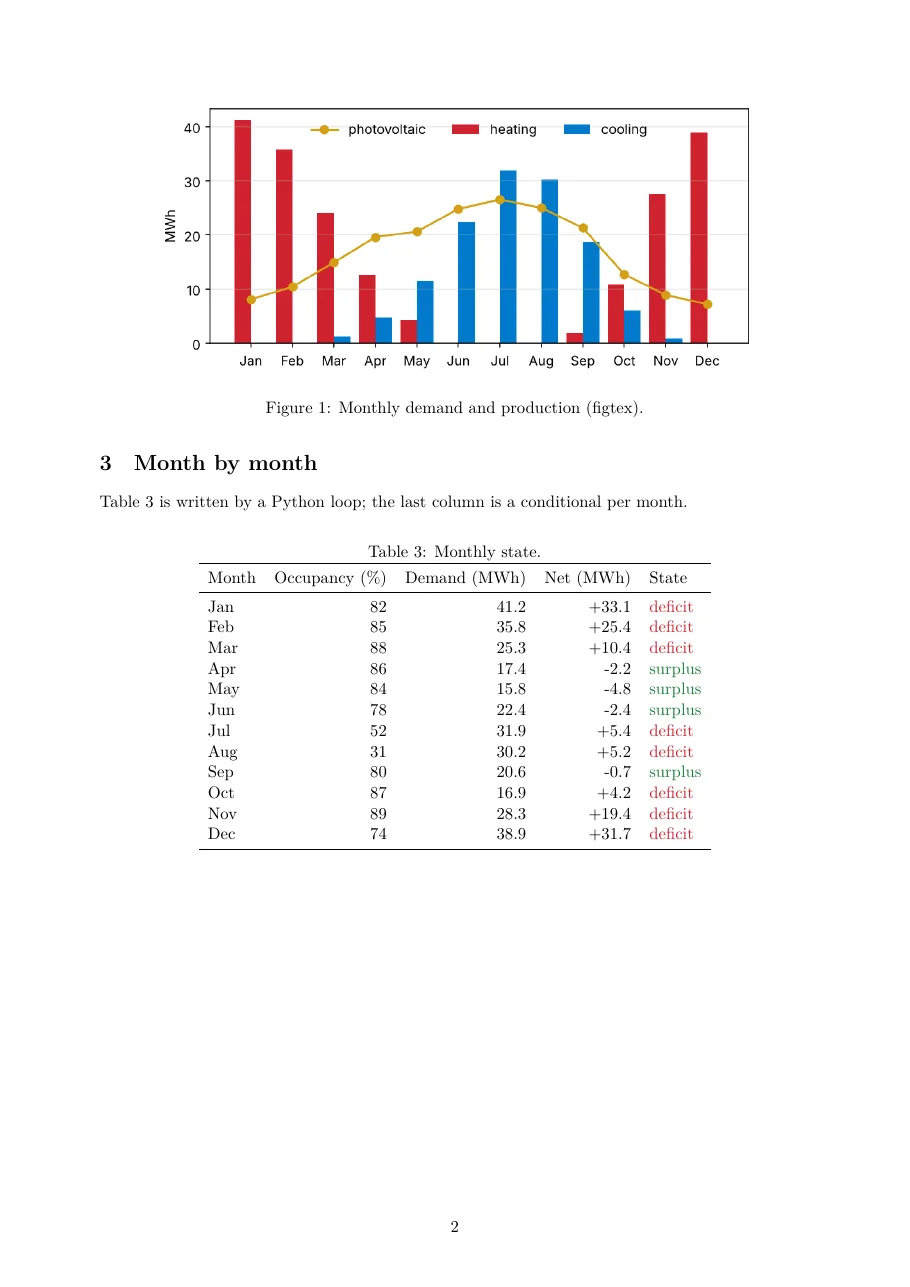 photovoltaic heating cooling
40
30
20
10
0
MWh
Jan Feb Mar Apr May Jun Jul Aug Sep Oct Nov Dec
Figure 1: Monthly demand and production (figtex).
3 Month by month
Table 3 is written by a Python loop; the last column is a conditional per month.
Table 3: Monthly state.
Month Occupancy (%) Demand (MWh) Net (MWh) State
Jan 82 41.2 +33.1 deficit
Feb 85 35.8 +25.4 deficit
Mar 88 25.3 +10.4 deficit
Apr 86 17.4 -2.2 surplus
May 84 15.8 -4.8 surplus
Jun 78 22.4 -2.4 surplus
Jul 52 31.9 +5.4 deficit
Aug 31 30.2 +5.2 deficit
Sep 80 20.6 -0.7 surplus
Oct 87 16.9 +4.2 deficit
Nov 89 28.3 +19.4 deficit
Dec 74 38.9 +31.7 deficit
2